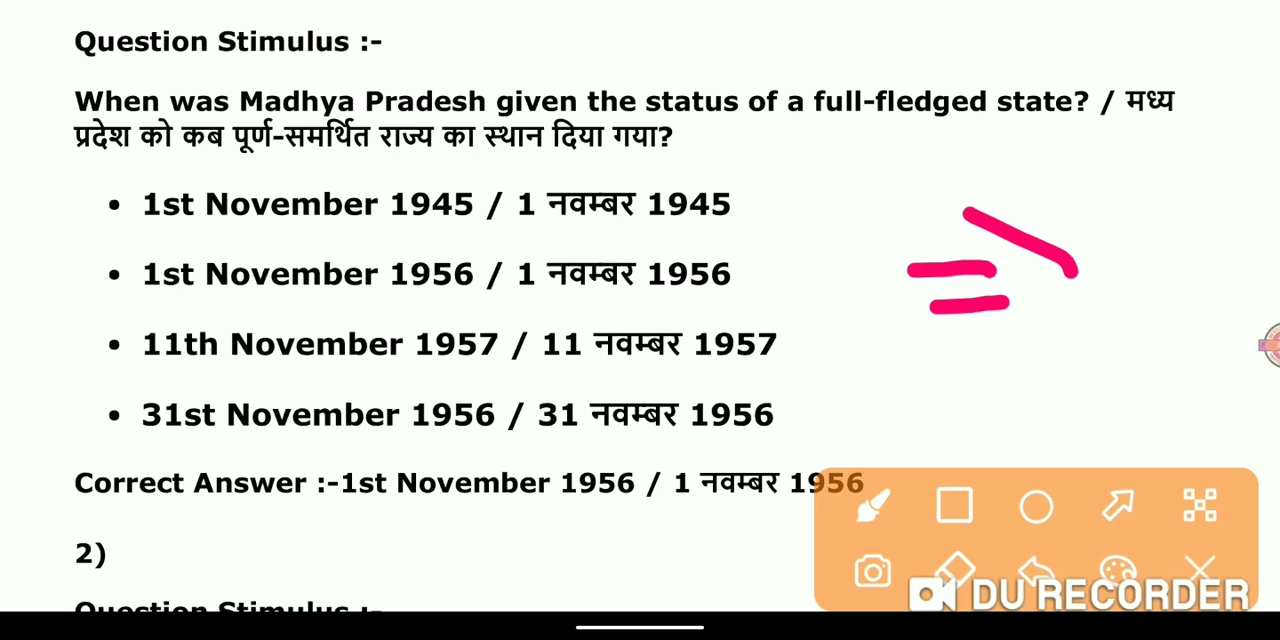 Question Stimulus :-
When was Madhya Pradesh given the status of a full-fledged state? / मध्य
प्रदेश को कब पूर्ण-समर्थित राज्य का स्थान दिया गया?
• 1st November 1945 / 1 नवम्बर 1945
• 1st November 1956 / 1 नवम्बर 1956
• 11th November 1957 / 11 नवम्बर 1957
• 31st November 1956 / 31 नवम्बर 1956
Correct Answer :-1st November 1956 / 1 नवम्बर 1956
2)
DU RECORDER
Question Stimulus :-